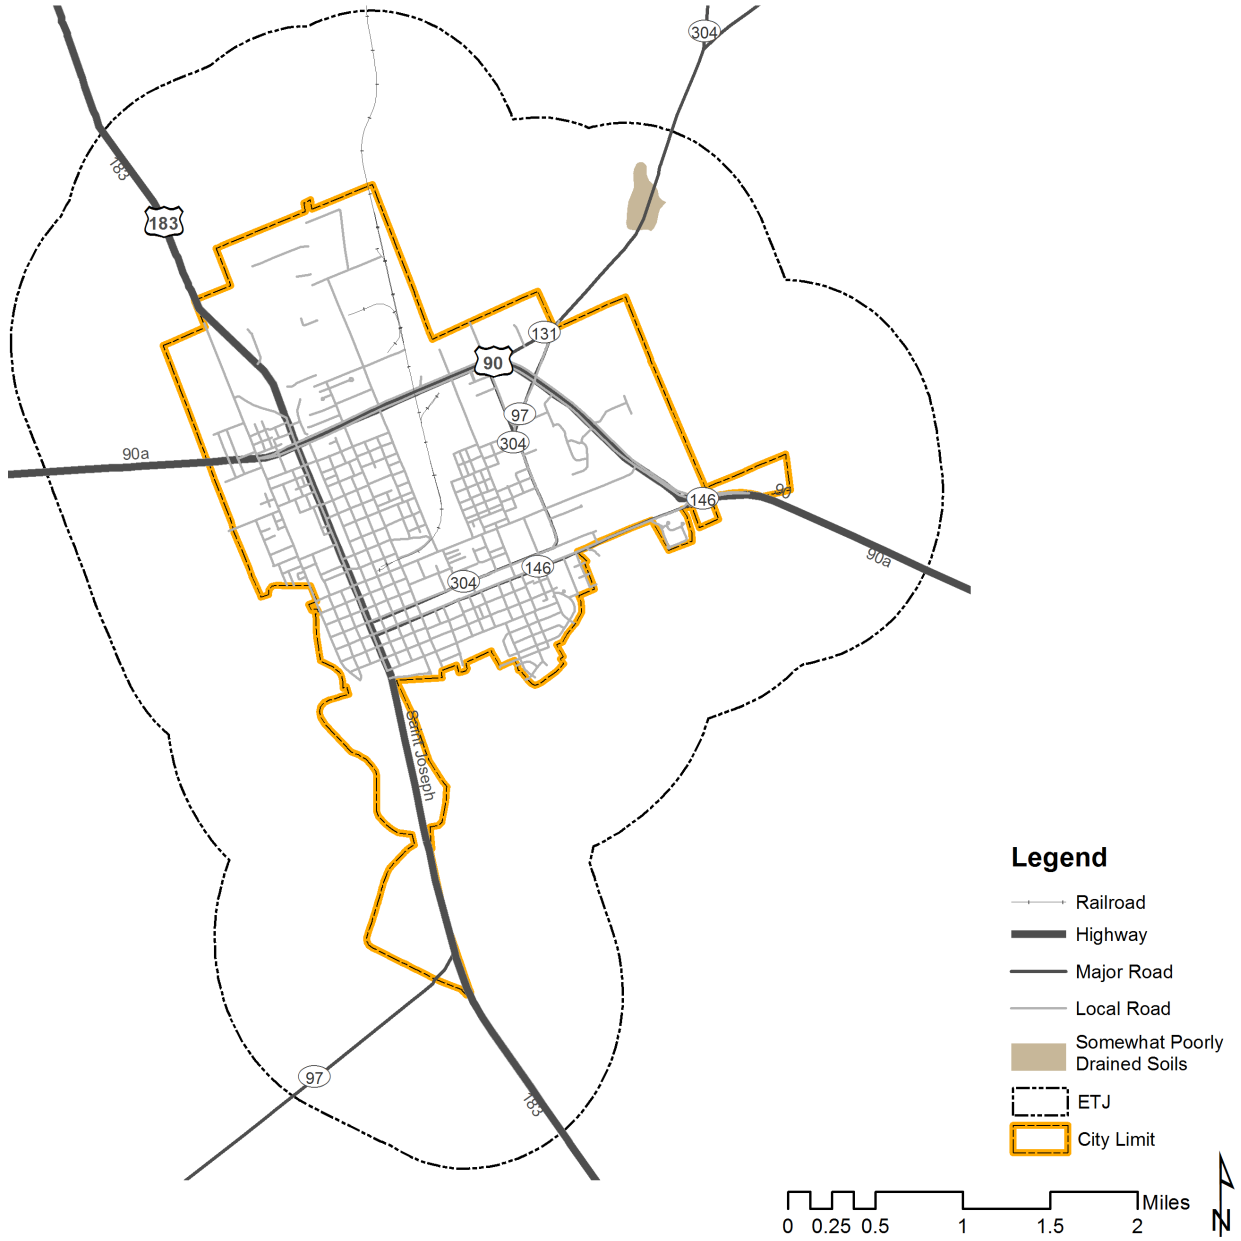 304
183
183
131
90
97
304
90a
90
146
90a
146
304
Saint Joseph
97
183
Legend
Railroad
Highway
Major Road
Local Road
Somewhat Poorly
Drained Soils
ETJ
City Limit
Miles
0 0.25 0.5 1 1.5 2
N